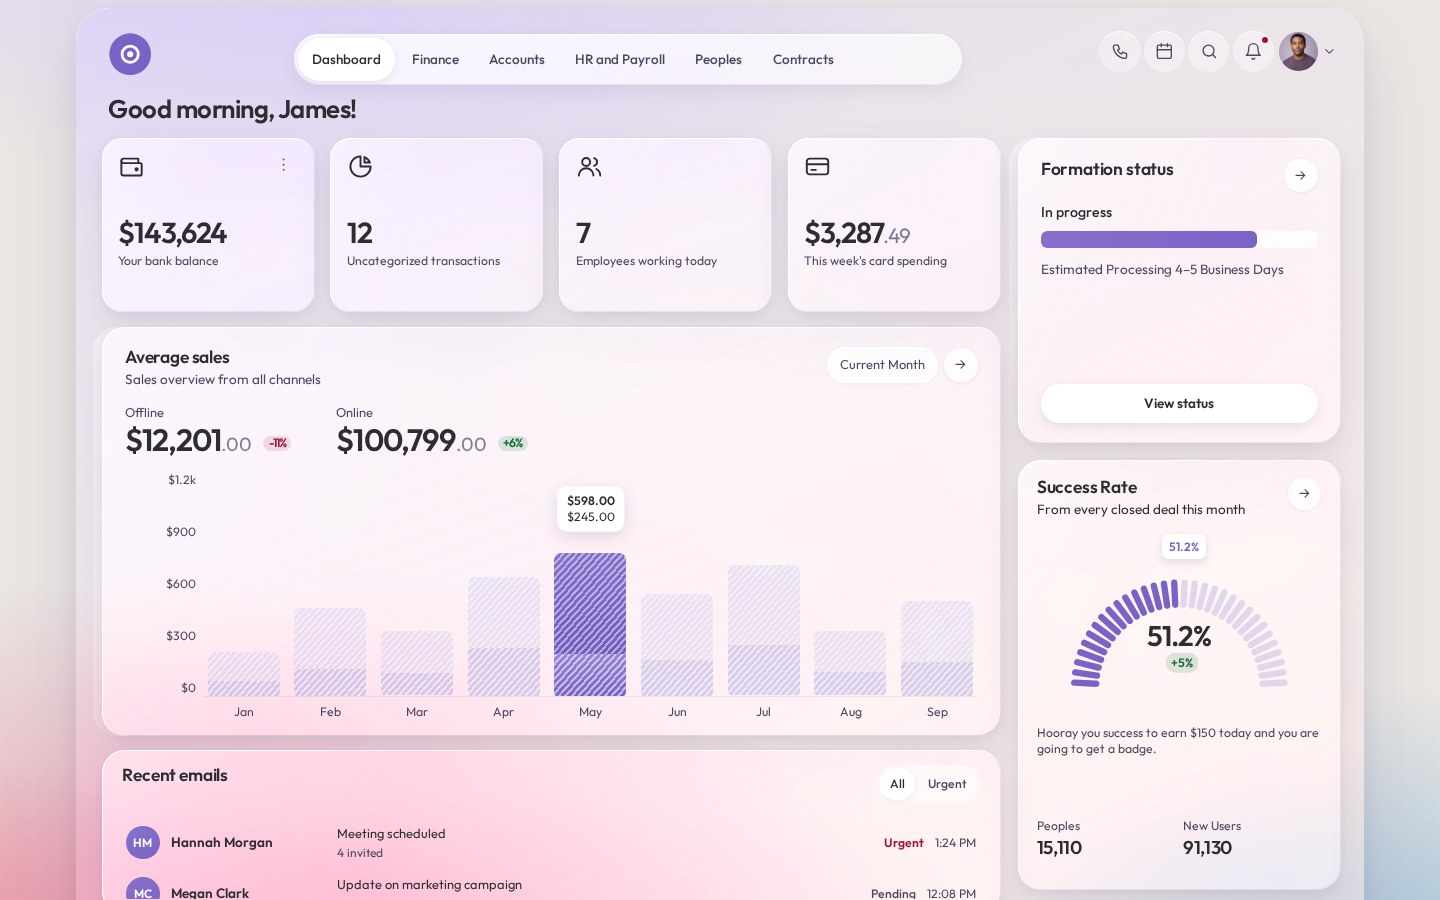 Dashboard
Finance
Accounts
HR and Payroll
Peoples
Contracts
Good morning, James!
$143,624
Your bank balance
12
Uncategorized transactions
7
Employees working today
$3,287.49
This week's card spending
Formation status
In progress
Estimated Processing 4–5 Business Days
View status
Average sales
Sales overview from all channels
Current Month
Offline
$12,201.00
-11%
Online
$100,799.00
+6%
$1.2k
$900
$600
$300
$0
$598.00
$245.00
Jan
Feb
Mar
Apr
May
Jun
Jul
Aug
Sep
Success Rate
From every closed deal this month
51.2%
51.2%
+5%
Hooray you success to earn $150 today and you are
going to get a badge.
Peoples
15,110
New Users
91,130
Recent emails
All
Urgent
HM
Hannah Morgan
Meeting scheduled
4 invited
Urgent
1:24 PM
MC
Megan Clark
Update on marketing campaign
Pending
12:08 PM